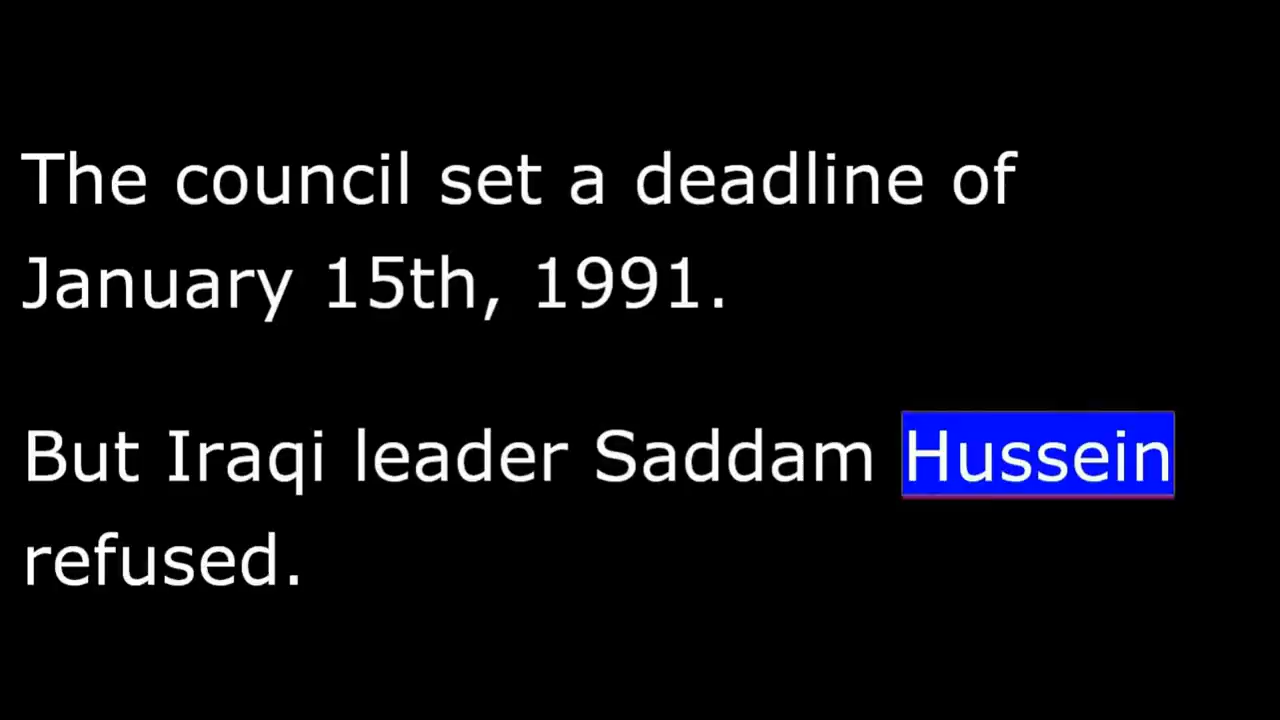 The council set a deadline of
January 15th, 1991.
But Iraqi leader Saddam Hussein
refused.